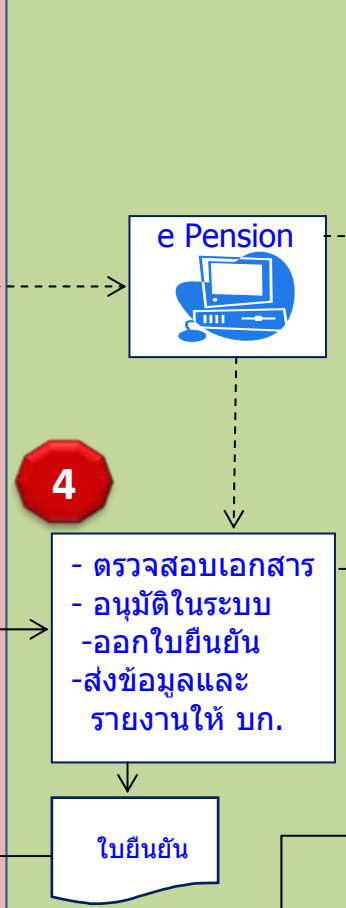 e Pension
4
- ตรวจสอบเอกสาร
- อนุมัติในระบบ
-ออกใบยืนยัน
-ส่งข้อมูลและ
รายงานให้ บก.
ใบยืนยัน